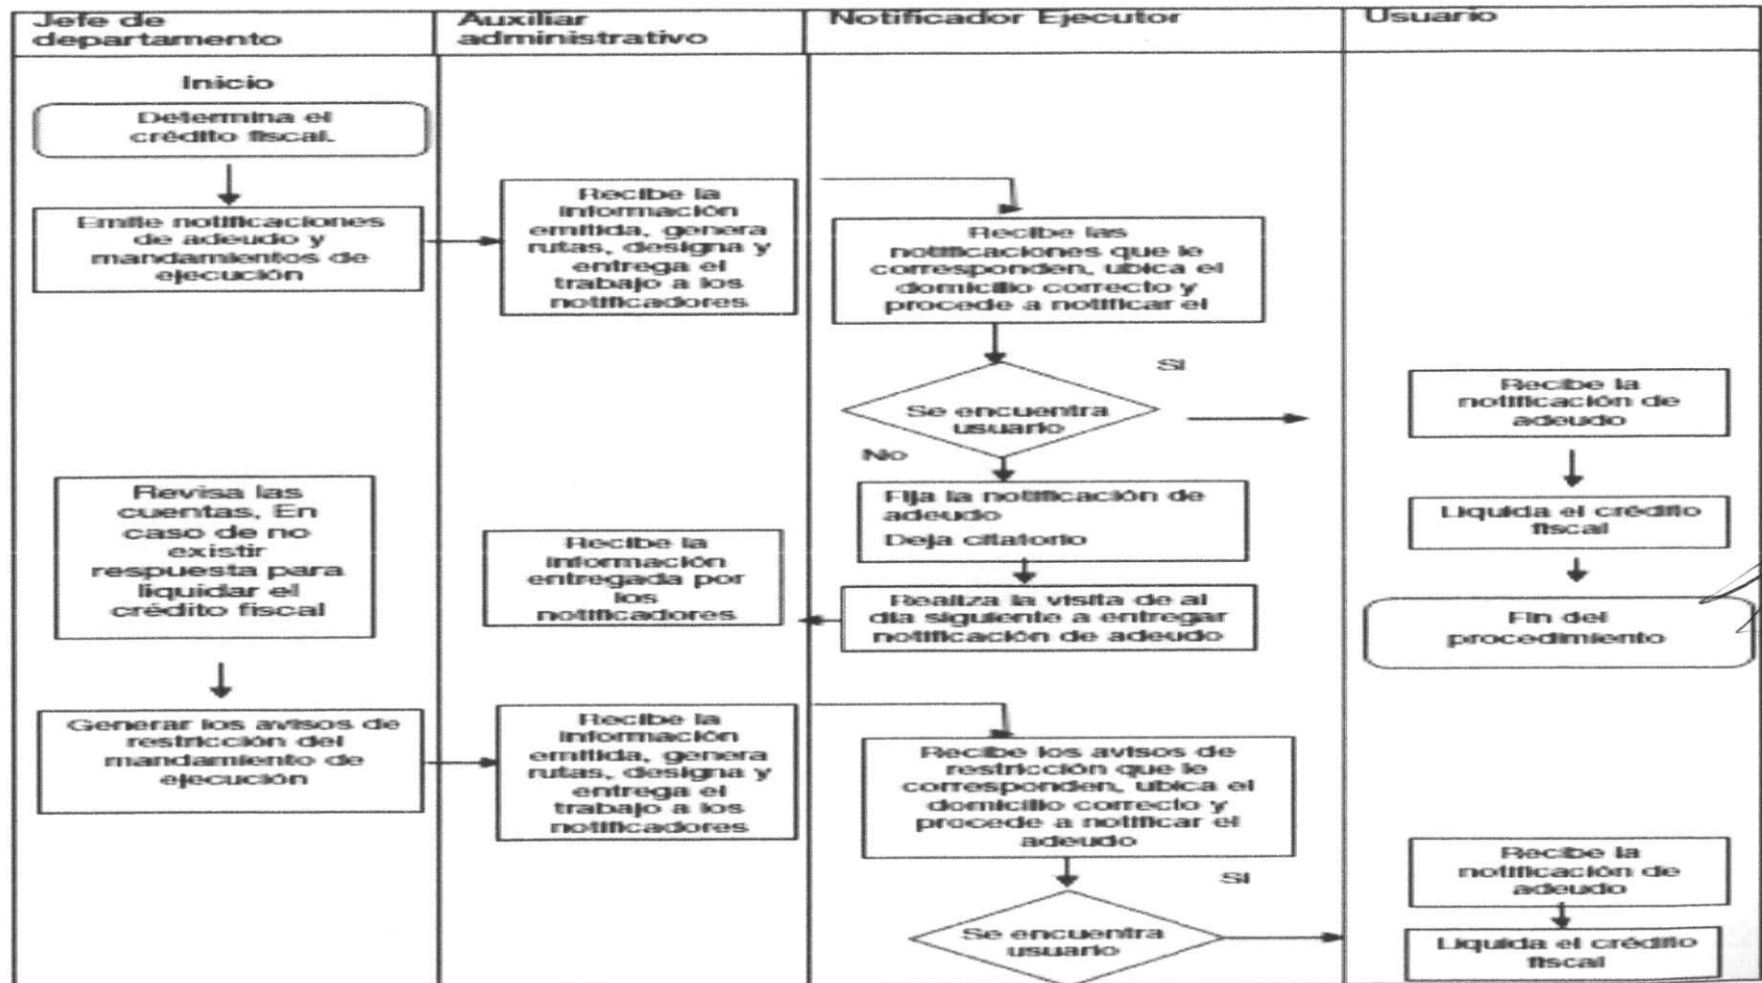 Jefe de
departamento
Auxiliar
administrativo
Notificador Ejecutor
Usuario
Inicio
Determina el
crédito fiscal.
Emite notificaciones
de adeudo y
mandamientos de
ejecución
Recibe la
información
emitida, genera
rutas, designa y
entrega el
trabajo a los
notificadores
Recibe las
notificaciones que le
corresponden, ubica el
domicilio correcto y
procede a notificar el
Se encuentra
usuario
Si
No
Recibe la
notificación de
adeudo
Liquida el crédito
fiscal
Fin del
procedimiento
Fija la notificación de
adeudo
Deja citatorio
Realiza la visita de al
día siguiente a entregar
notificación de adeudo
Recibe la
información
entregada por
los
notificadores
Revisa las
cuentas, En
caso de no
existir
respuesta para
liquidar el
crédito fiscal
Generar los avisos de
restricción del
mandamiento de
ejecución
Recibe la
información
emitida, genera
rutas, designa y
entrega el
trabajo a los
notificadores
Recibe los avisos de
restricción que le
corresponden, ubica el
domicilio correcto y
procede a notificar el
adeudo
Si
Se encuentra
usuario
Recibe la
notificación de
adeudo
Liquida el crédito
fiscal